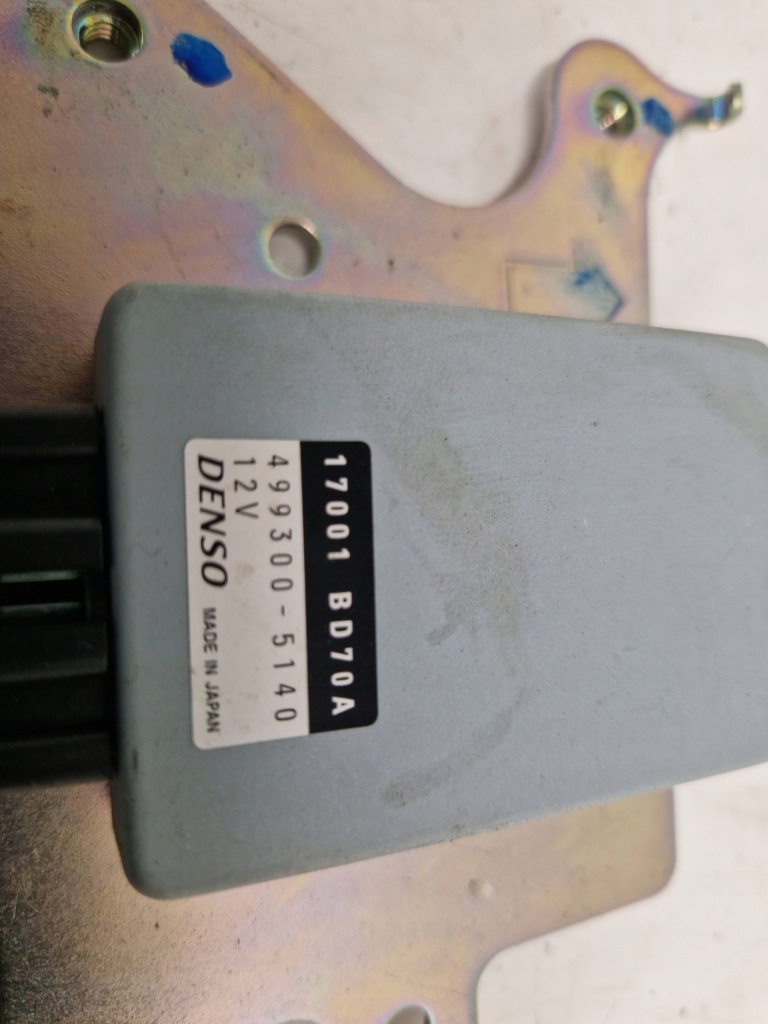 17001 BD70A
499300-5140
12V
DENSO MADE IN JAPAN